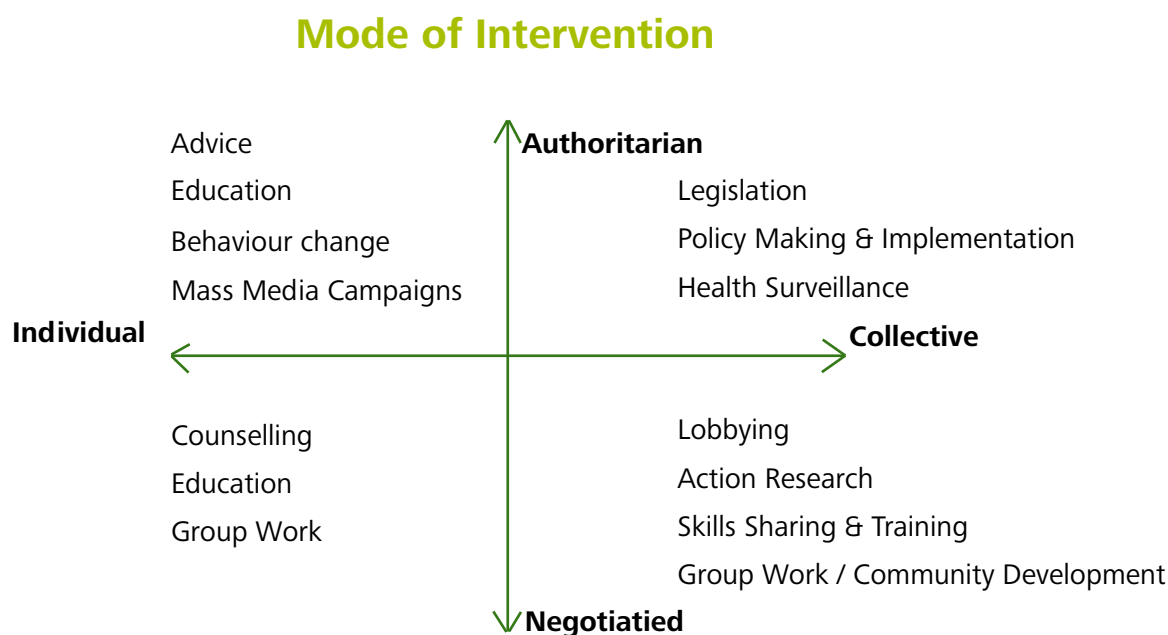 Mode of Intervention
Advice
Authoritarian
Education
Legislation
Behaviour change
Policy Making & Implementation
Mass Media Campaigns
Health Surveillance
Individual
Collective
Counselling
Lobbying
Education
Action Research
Group Work
Skills Sharing & Training
Group Work / Community Development
Negotiatied